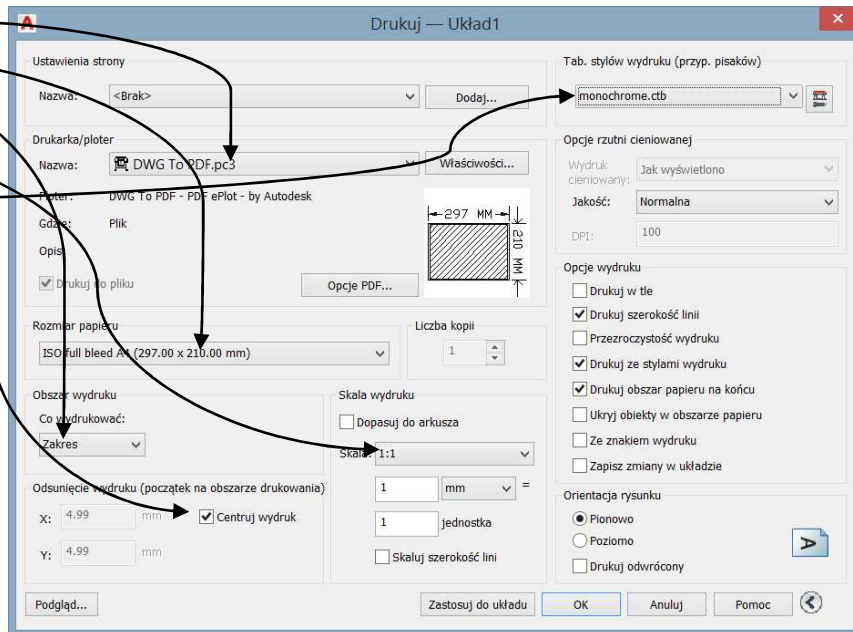 Drukuj — Układ1
Ustawienia strony
Nazwa: <Brak> Dodaj...
Drukarka/ploter
Nazwa: DWG To PDF.pc3 Właściwości...
Ploter: DWG To PDF - PDF ePlot - by Autodesk
Gdzie: Plik
Opis:
297 MM
210 MM
Drukuj do pliku
Opcje PDF...
Rozmiar papieru
ISO full bleed A4 (297.00 x 210.00 mm)
Liczba kopii
1
Obszar wydruku
Co wydrukować:
Zakres
Odsunięcie wydruku (początek na obszarze drukowania)
X: 4.99 mm Centruj wydruk
Y: 4.99 mm
Skala wydruku
Dopasuj do arkusza
Skala: 1:1
1 mm =
1 jednostka
Skaluj szerokość lini
Tab. stylów wydruku (przyp. pisaków)
monochrome.ctb
Opcje rzutni cieniowanej
Wydruk
cieniowany: Jak wyświetlono
Jakość: Normalna
DPI: 100
Opcje wydruku
Drukuj w tle
Drukuj szerokość linii
Przezroczystość wydruku
Drukuj ze stylami wydruku
Drukuj obszar papieru na końcu
Ukryj obiekty w obszarze papieru
Ze znakiem wydruku
Zapisz zmiany w układzie
Orientacja rysunku
Pionowo
Poziomo
Drukuj odwrócony
A
Podgląd... Zastosuj do układu OK Anuluj Pomoc